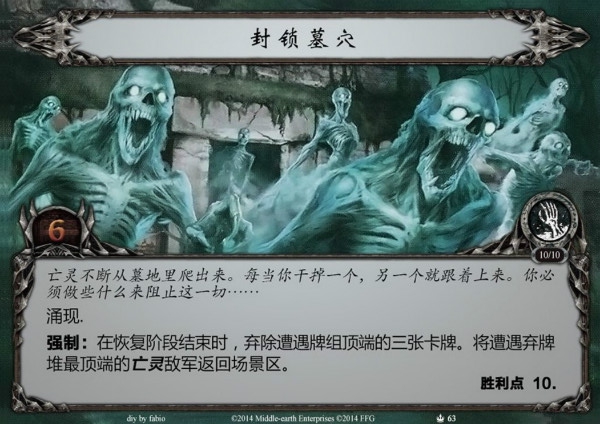 封锁墓穴
6
10/10
亡灵不断从墓地里爬出来。每当你干掉一个，另一个就跟着上来。你必
须做些什么来阻止这一切……
涌现.
强制：在恢复阶段结束时，弃除遭遇牌组顶端的三张卡牌。将遭遇弃牌
堆最顶端的亡灵敌军返回场景区。
胜利点 10.
diy by fabio ©2014 Middle-earth Enterprises ©2014 FFG 63